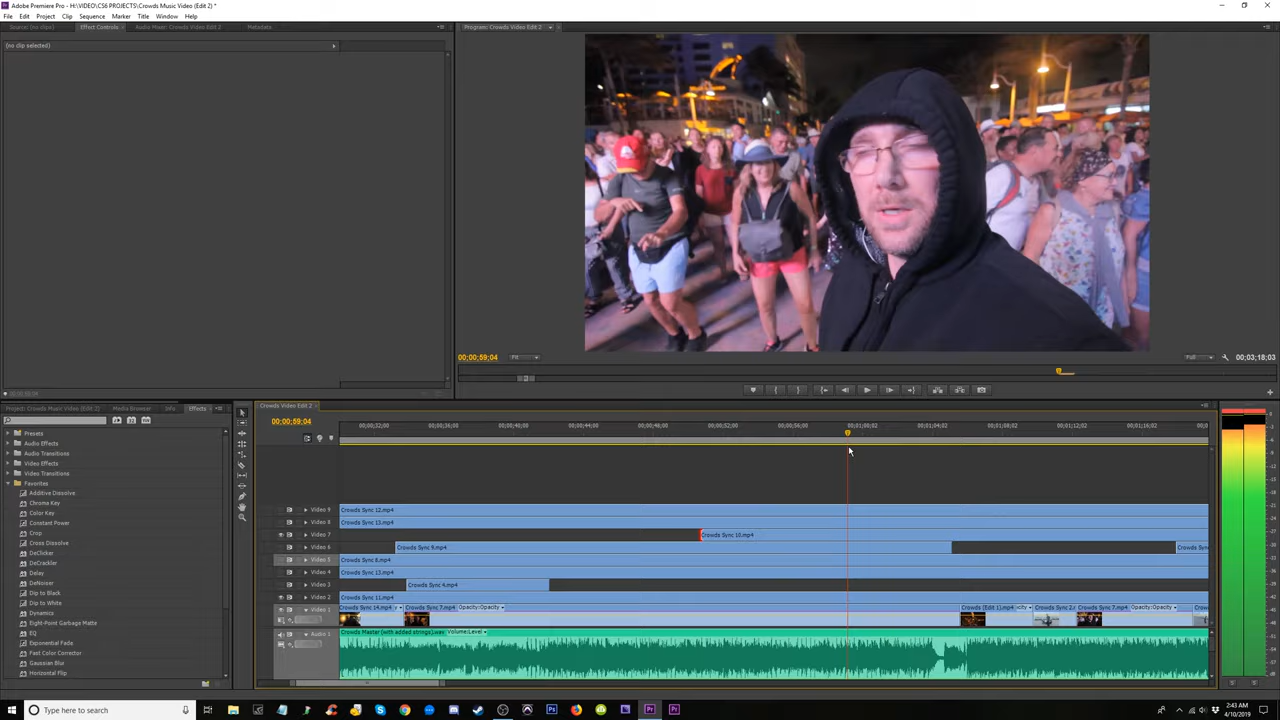 Adobe Premiere Pro - H:\VIDEO\CS6 PROJECTS\Crowds Music Video (Edit 2) *
File Edit Project Clip Sequence Marker Title Window Help
Source: (no clips) Effect Controls Audio Mixer: Crowds Video Edit 2 Metadata
Program: Crowds Video Edit 2
(no clip selected)
00;00;59;04 Fit Full 00;03;18;03
Project: Crowds Music Video (Edit 2) Media Browser Info Effects
Crowds Video Edit 2
00;00;59;04
00;00;32;00 00;00;36;00 00;00;40;00 00;00;44;00 00;00;48;00 00;00;52;00 00;00;56;00 00;01;00;02 00;01;04;02 00;01;08;02 00;01;12;02 00;01;16;02
Presets
Audio Effects
Audio Transitions
Video Effects
Video Transitions
Favorites
Additive Dissolve
Chroma Key
Color Key
Constant Power
Crop
Cross Dissolve
DeClicker
DeCrackler
Delay
DeNoiser
Dip to Black
Dip to White
Dynamics
Eight-Point Garbage Matte
EQ
Exponential Fade
Fast Color Corrector
Gaussian Blur
Horizontal Flip
Video 9 Crowds Sync 12.mp4
Video 8 Crowds Sync 13.mp4
Video 7 Crowds Sync 10.mp4
Video 6 Crowds Sync 9.mp4 Crowds Sync
Video 5 Crowds Sync 8.mp4
Video 4 Crowds Sync 13.mp4
Video 3 Crowds Sync 4.mp4
Video 2 Crowds Sync 11.mp4
Video 1 Crowds Sync 14.mp4 Crowds Sync 7.mp4 Opacity:Opacity Crowds (Edit 1).mp4 Crowds Sync 2. Crowds Sync 7.mp4 Opacity:Opacity Crowds
Audio 1 Crowds Master (with added strings).wav Volume:Level
Type here to search
2:43 AM
4/10/2019